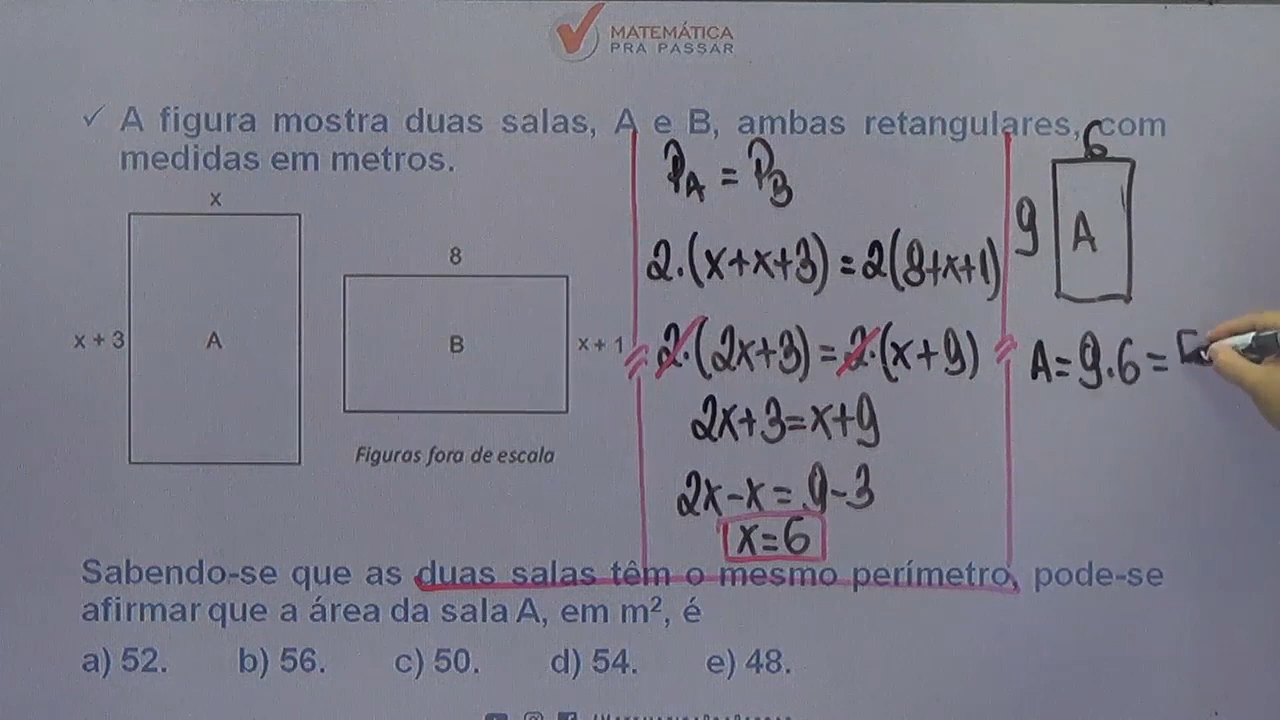 MATEMÁTICA
PRA PASSAR
✓ A figura mostra duas salas, A e B, ambas retangulares, com
medidas em metros.
x
x + 3
A
8
B
x + 1
Figuras fora de escala
P_A = P_B
2.(x+x+3)=2(8+x+1)
2.(2x+3)=2.(x+9)
2x+3=x+9
2x-x=9-3
x=6
6
9
A
A=9.6=
Sabendo-se que as duas salas têm o mesmo perímetro, pode-se
afirmar que a área da sala A, em m², é
a) 52. b) 56. c) 50. d) 54. e) 48.